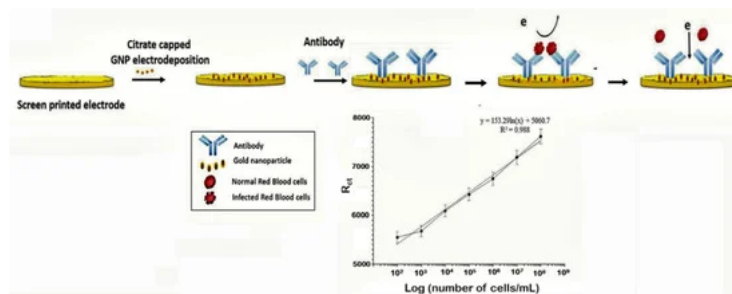 Citrate capped
GNP electrodeposition
Antibody
e
e
Screen printed electrode
Antibody
Gold nanoparticle
Normal Red Blood cells
Infected Red Blood cells
y = 153.29ln(x) + 5000.7
R² = 0.988
8000
7000
6000
5000
Rct
10² 10³ 10⁴ 10⁵ 10⁶ 10⁷ 10⁸ 10⁹
Log (number of cells/mL)